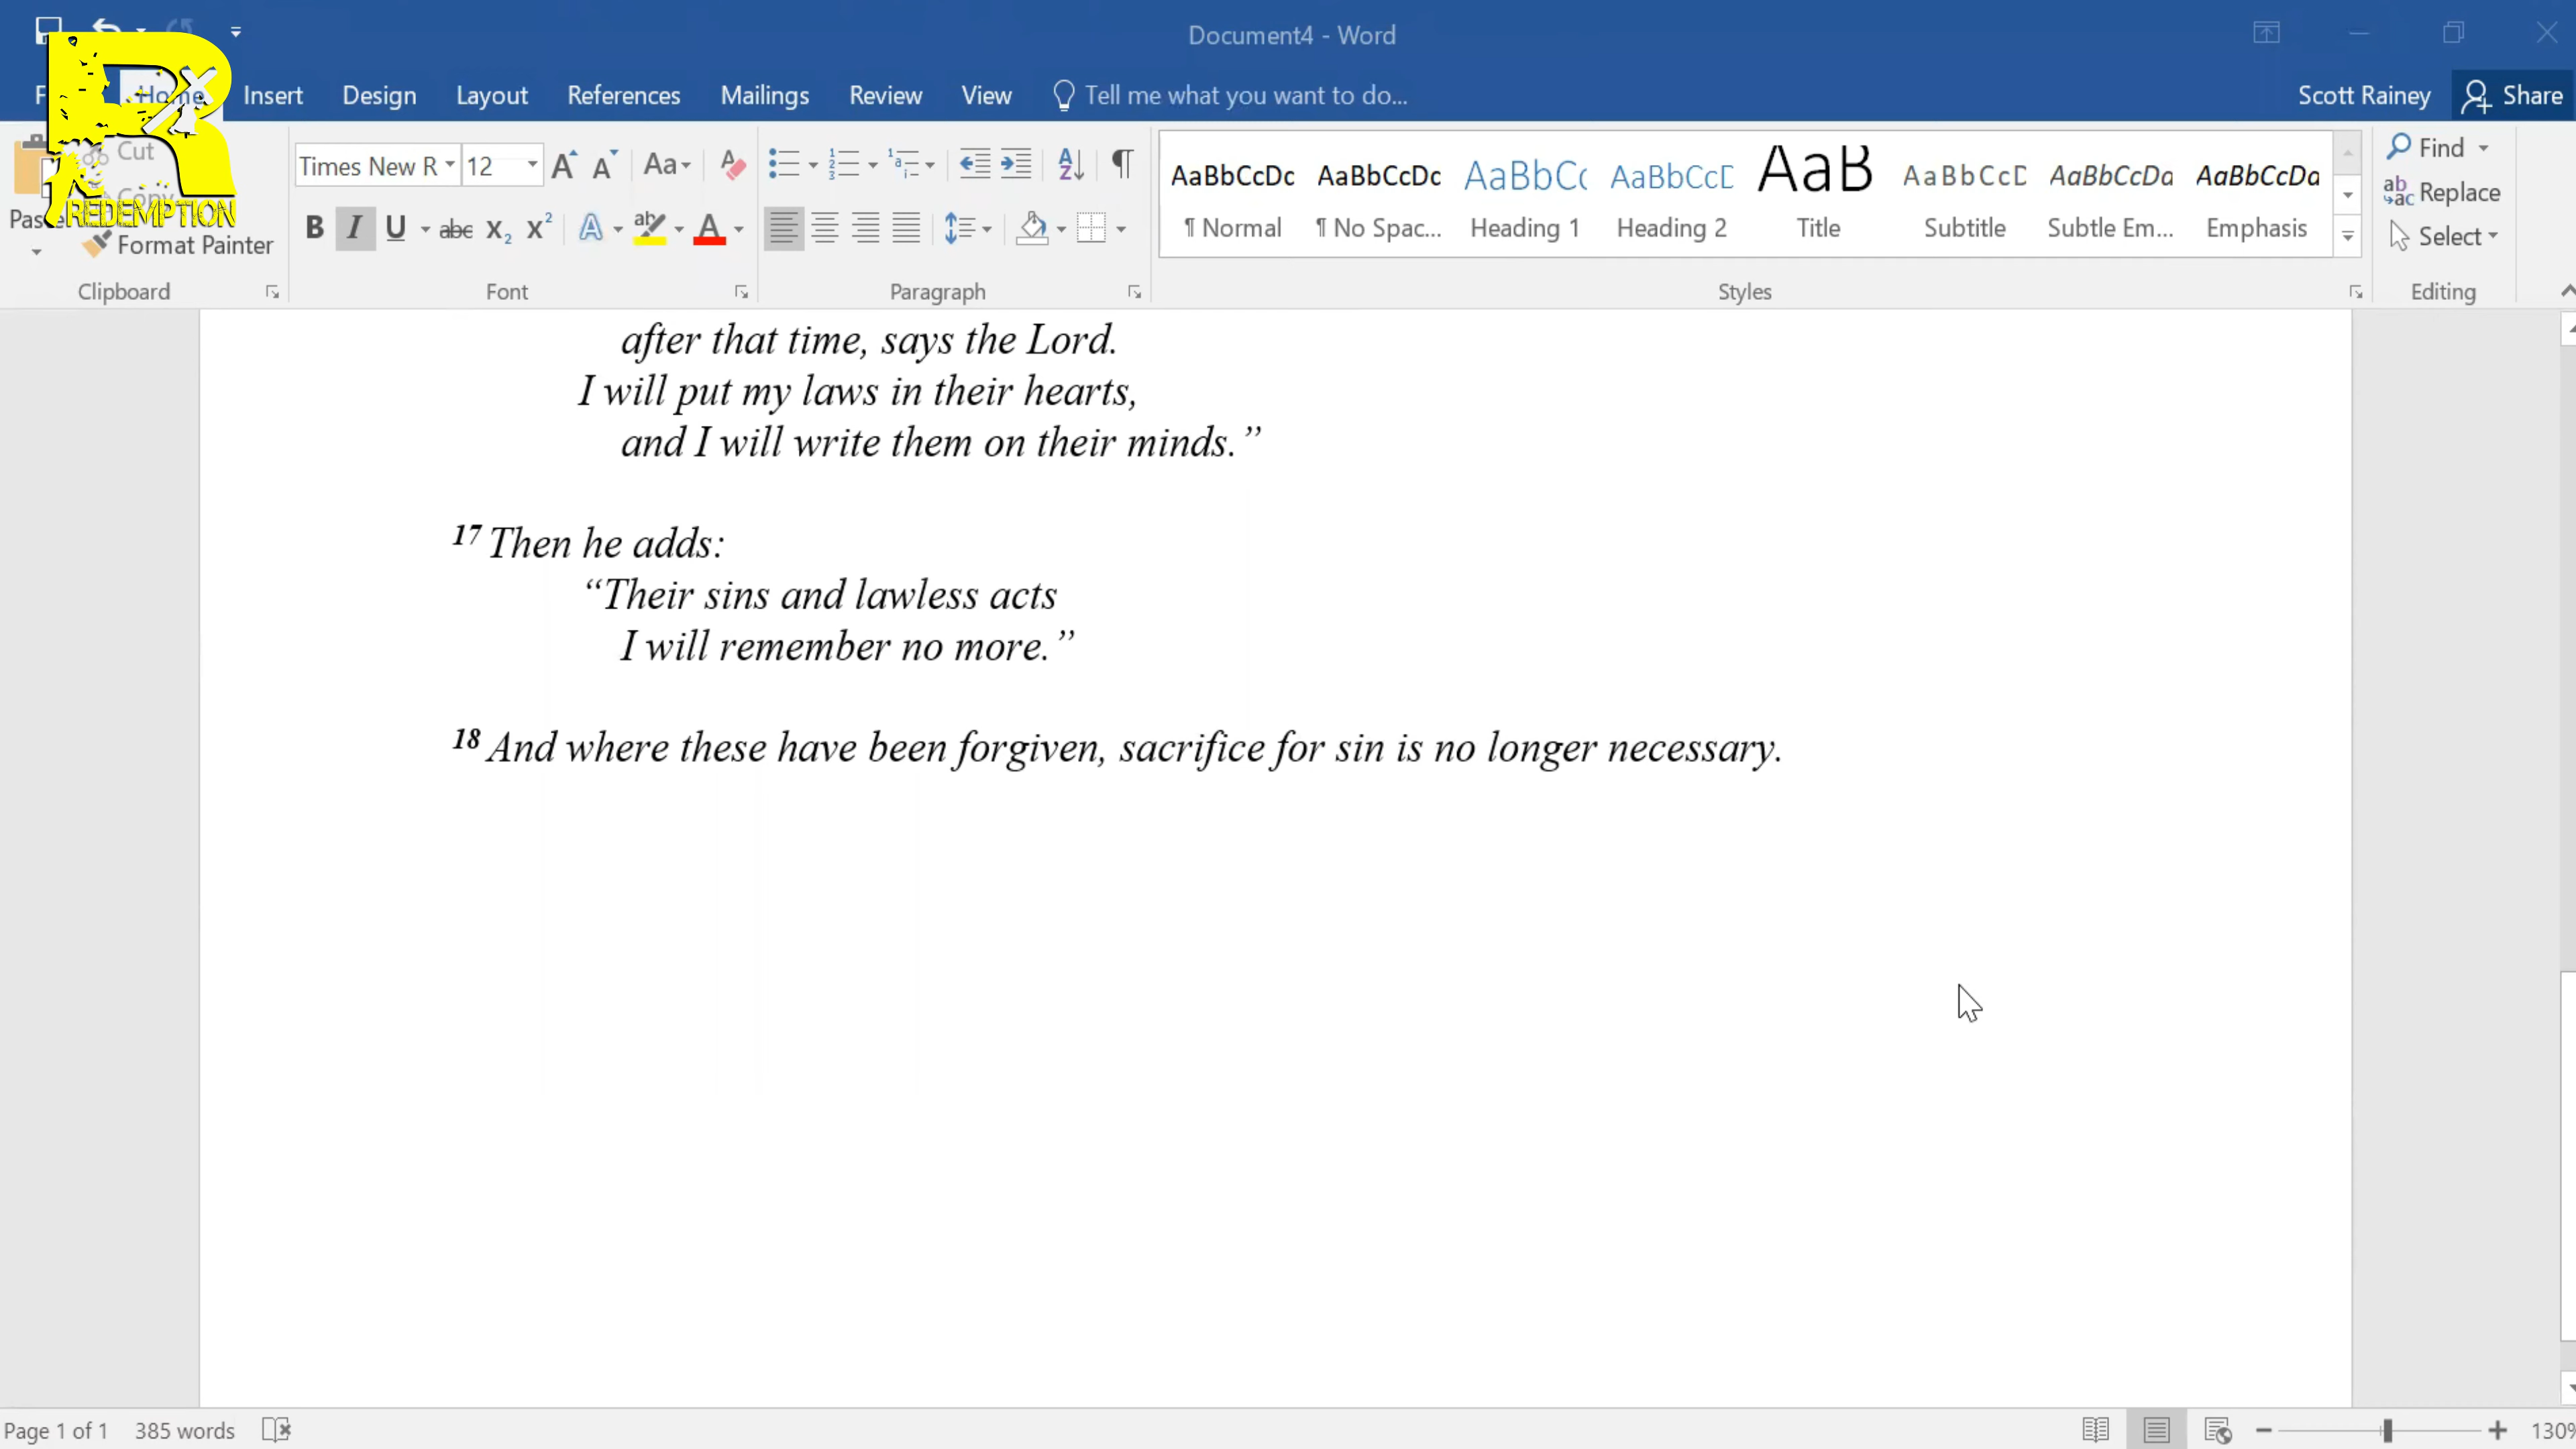 Document4 - Word
Home Insert Design Layout References Mailings Review View Tell me what you want to do... Scott Rainey Share
Cut
Copy
Format Painter
REDEMPTION
Clipboard
Times New R 12
Font
Paragraph
AaBbCcDc AaBbCcDc AaBbCc AaBbCcD AaB AaBbCcD AaBbCcDa AaBbCcDa
¶ Normal ¶ No Spac... Heading 1 Heading 2 Title Subtitle Subtle Em... Emphasis
Styles
Find
Replace
Select
Editing
after that time, says the Lord.
I will put my laws in their hearts,
and I will write them on their minds.”
17 Then he adds:
“Their sins and lawless acts
I will remember no more.”
18 And where these have been forgiven, sacrifice for sin is no longer necessary.
Page 1 of 1 385 words
130%